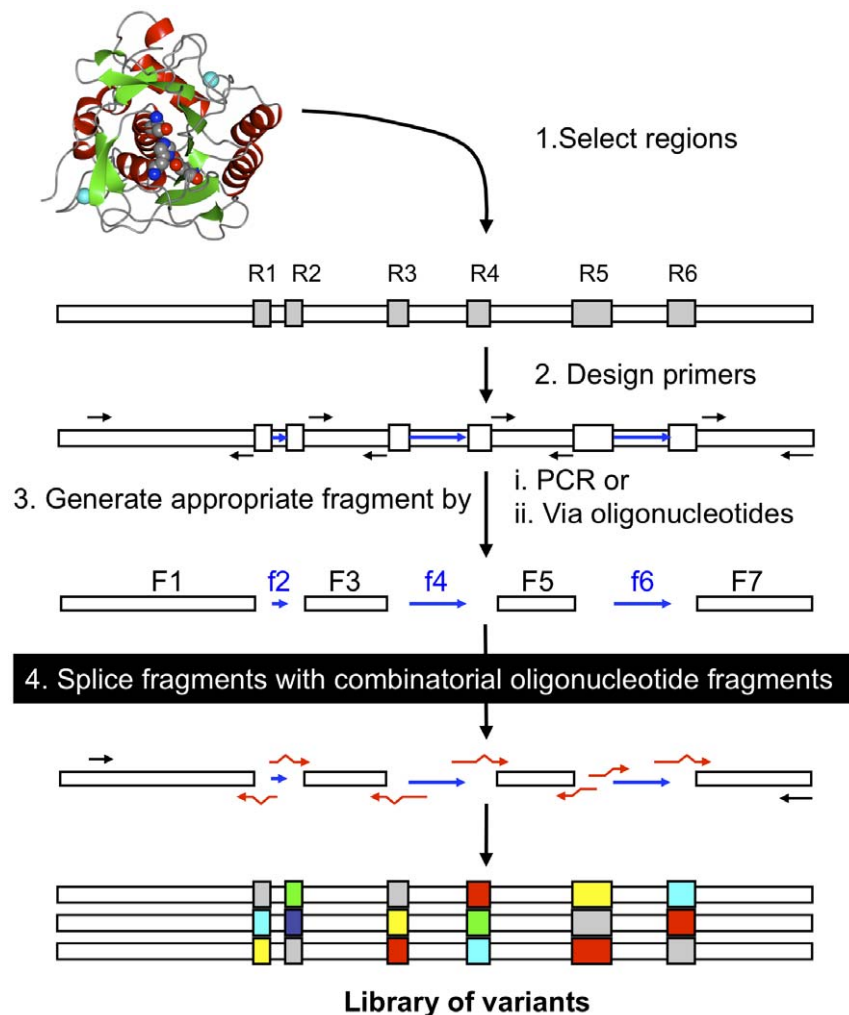 1.Select regions
R1 R2 R3 R4 R5 R6
2. Design primers
3. Generate appropriate fragment by
i. PCR or
ii. Via oligonucleotides
F1 f2 F3 f4 F5 f6 F7
4. Splice fragments with combinatorial oligonucleotide fragments
Library of variants